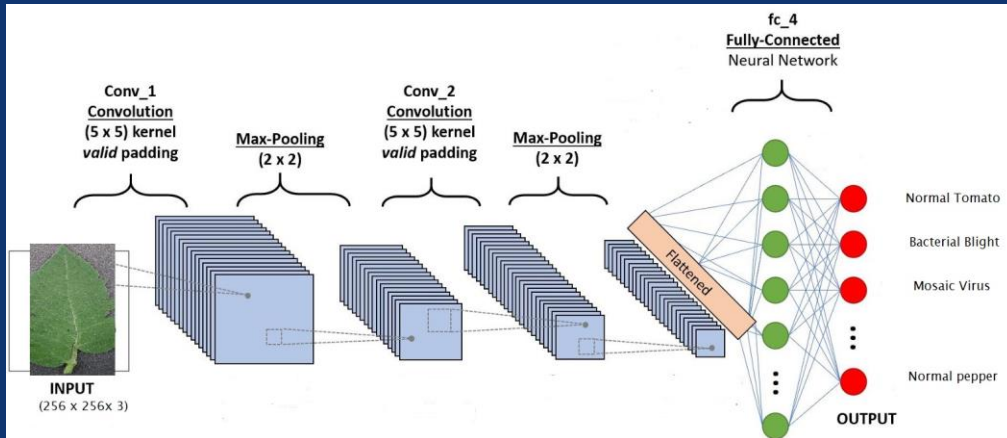 Conv_1
Convolution
(5 x 5) kernel
valid padding
Max-Pooling
(2 x 2)
Conv_2
Convolution
(5 x 5) kernel
valid padding
Max-Pooling
(2 x 2)
fc_4
Fully-Connected
Neural Network
INPUT
(256 x 256x 3)
Flattened
Normal Tomato
Bacterial Blight
Mosaic Virus
Normal pepper
OUTPUT